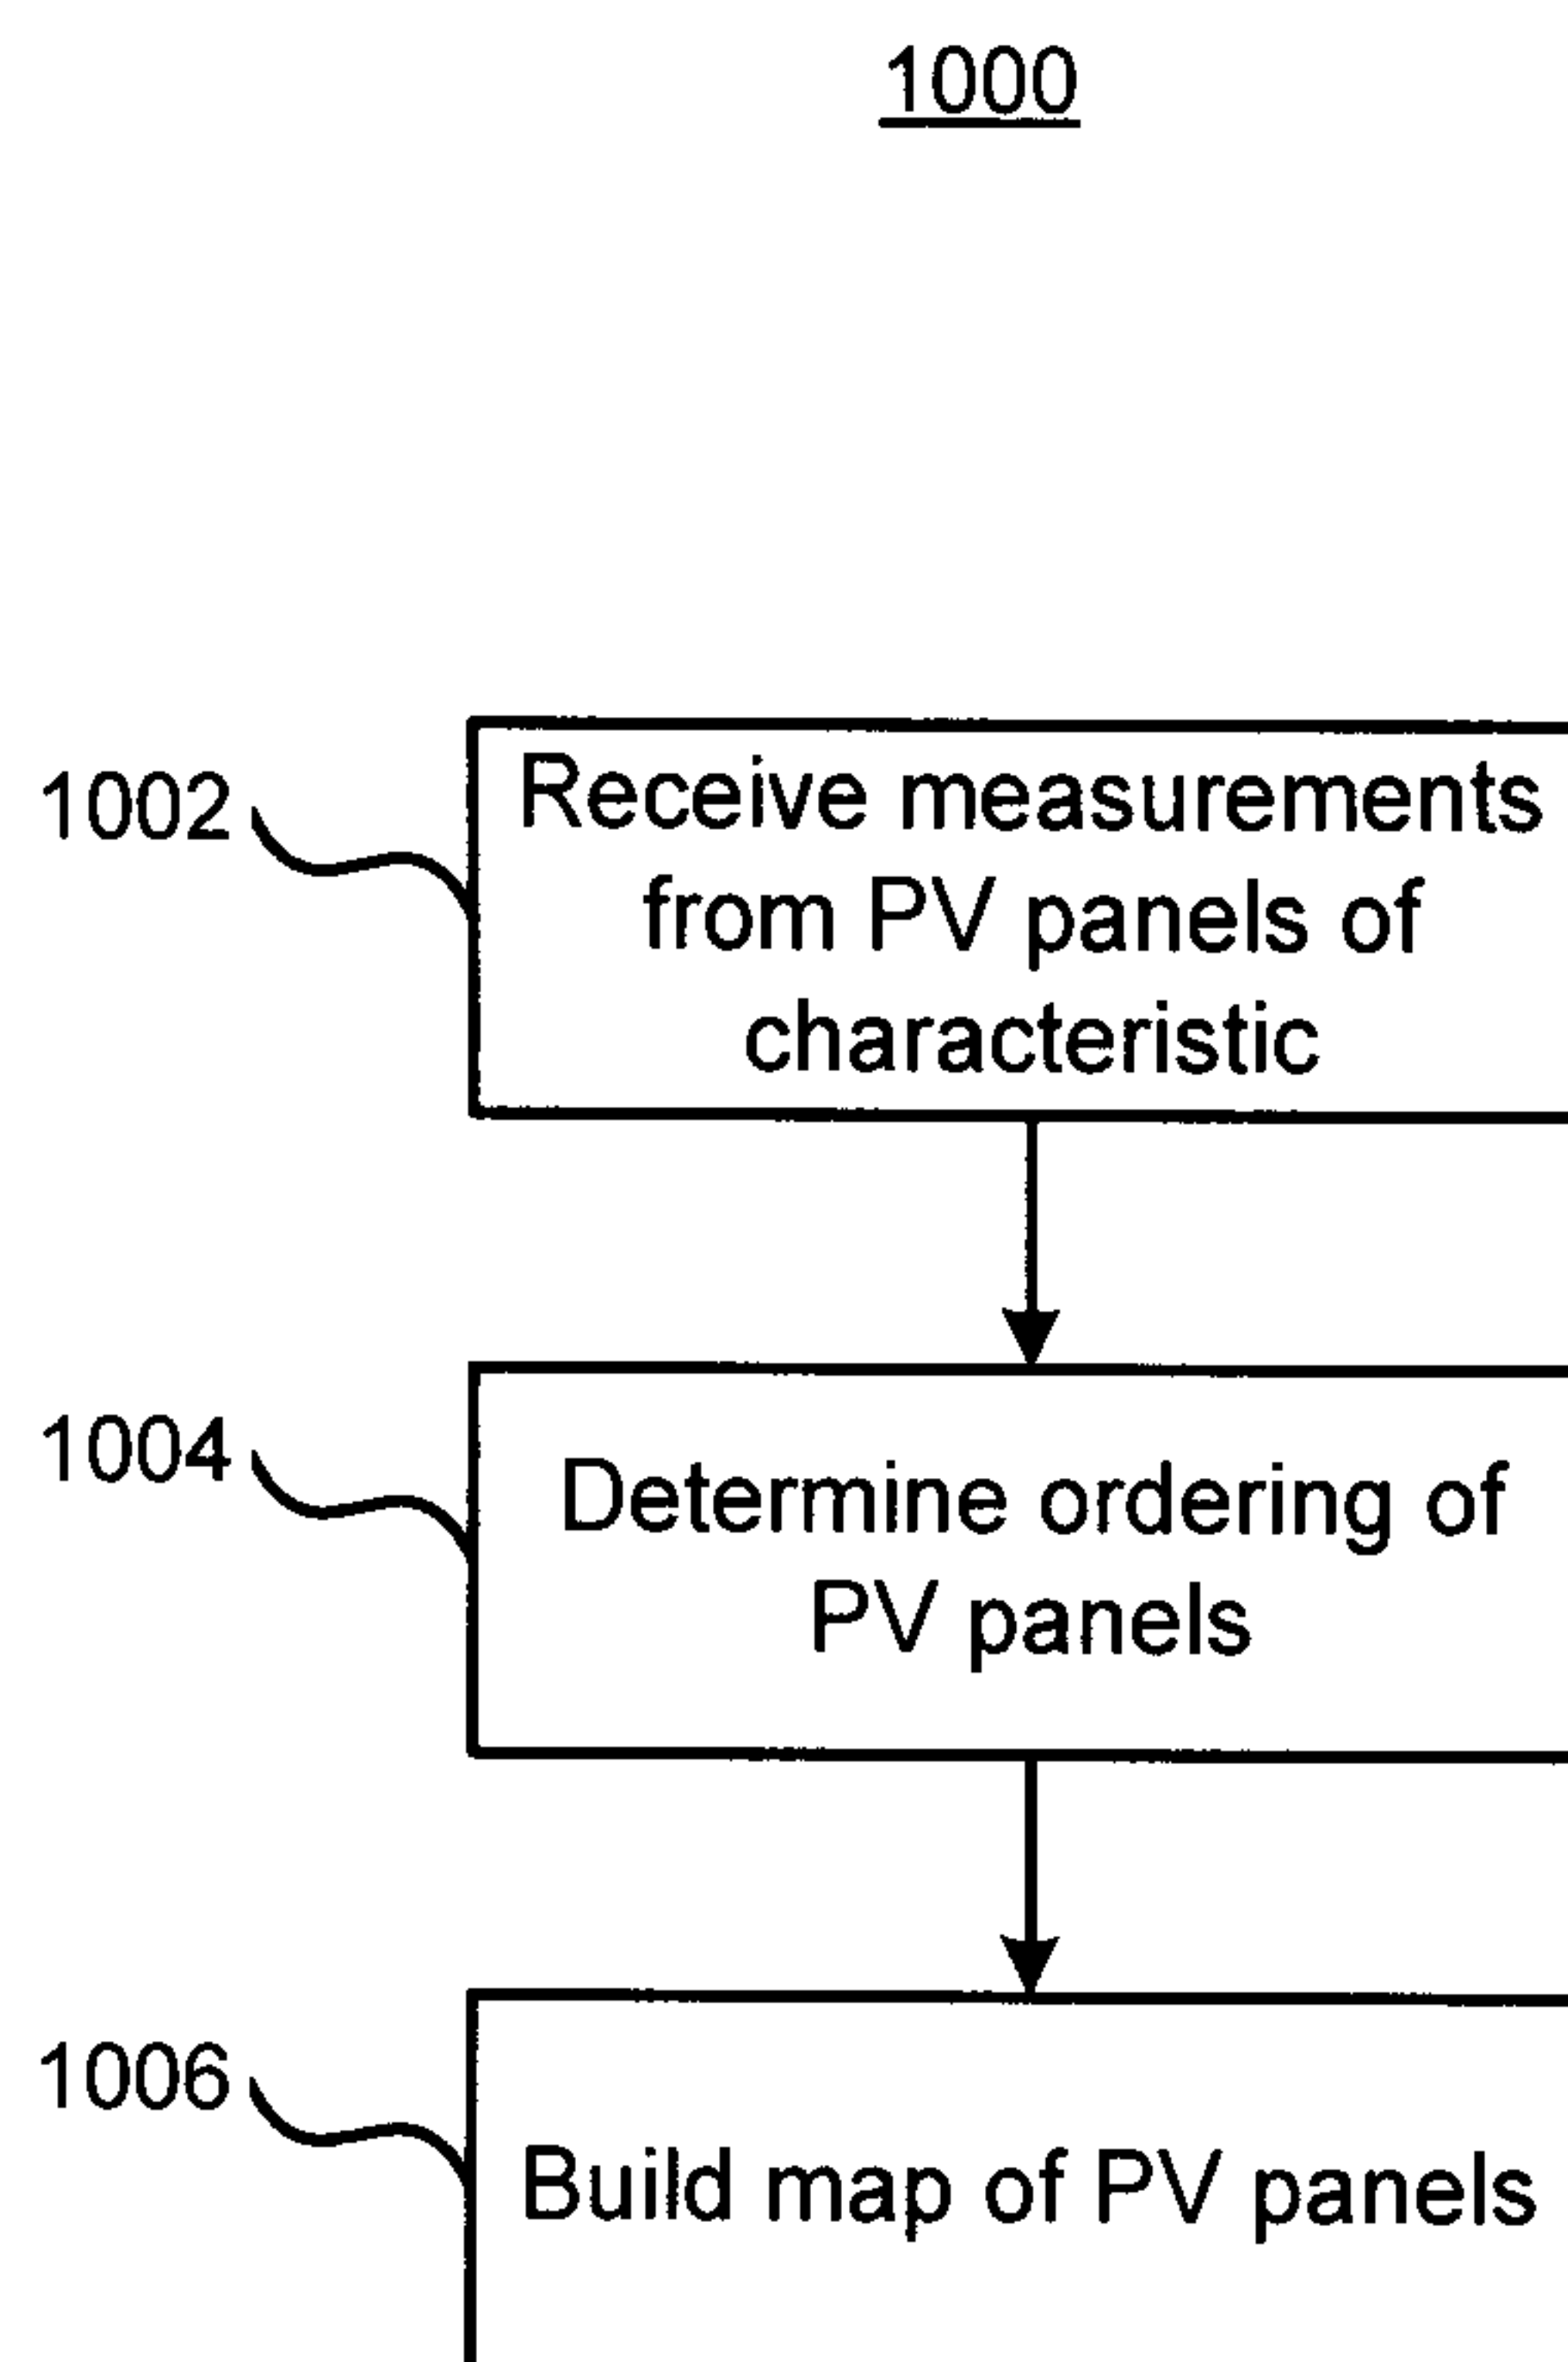 1000
1002
Receive measurements
from PV panels of
characteristic
1004
Determine ordering of
PV panels
1006
Build map of PV panels